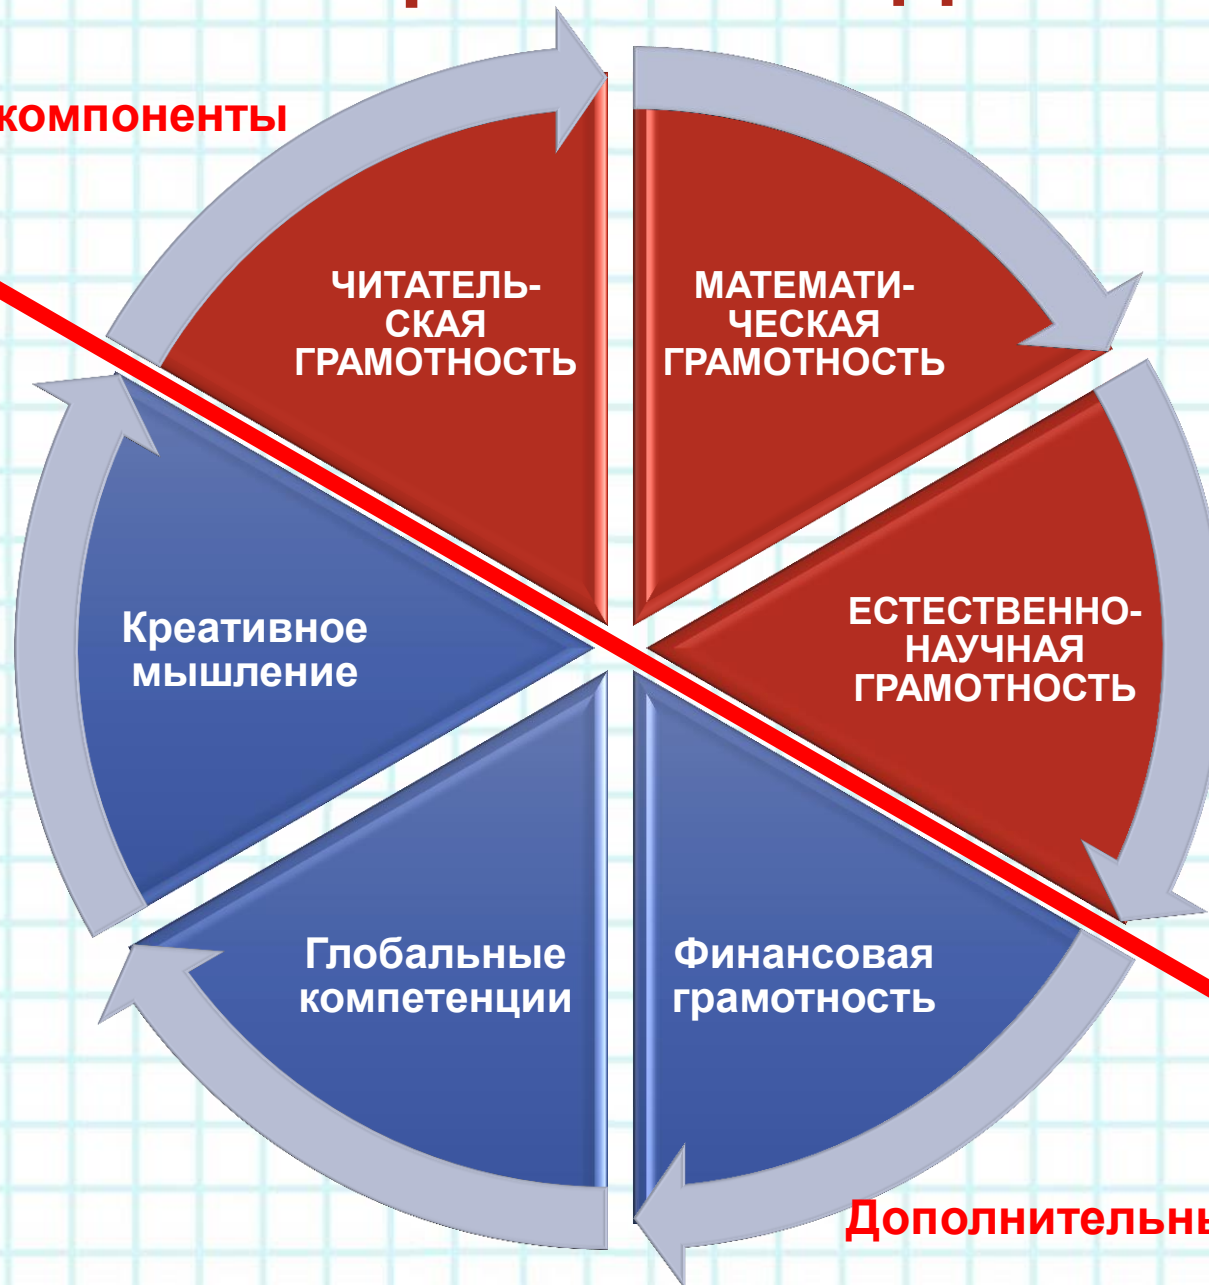 компоненты
ЧИТАТЕЛЬ-
СКАЯ
ГРАМОТНОСТЬ
МАТЕМАТИ-
ЧЕСКАЯ
ГРАМОТНОСТЬ
ЕСТЕСТВЕННО-
НАУЧНАЯ
ГРАМОТНОСТЬ
Креативное
мышление
Глобальные
компетенции
Финансовая
грамотность